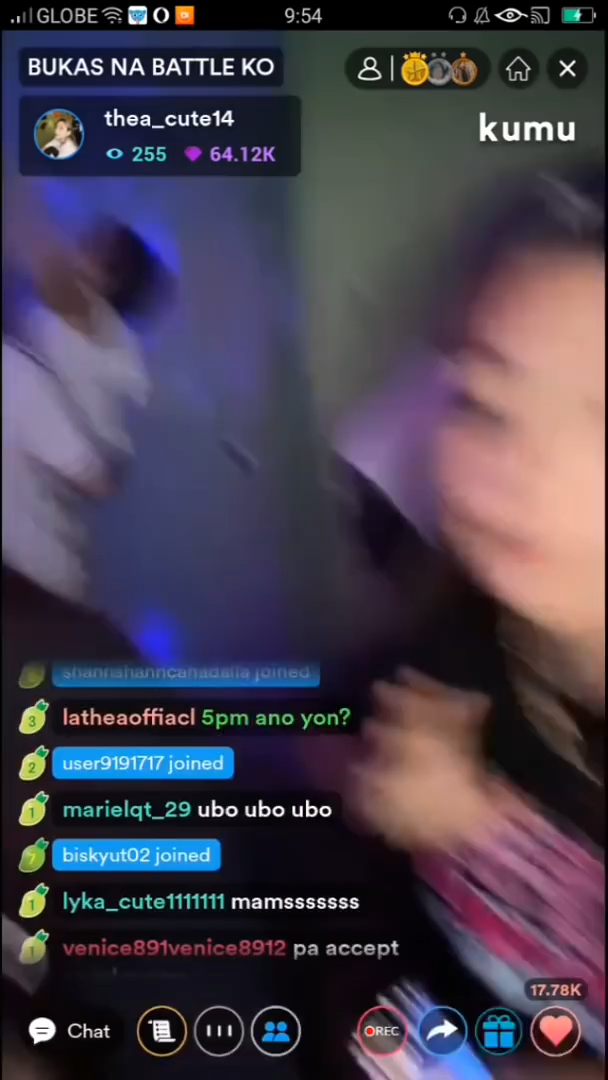 GLOBE
9:54
BUKAS NA BATTLE KO
thea_cute14
255 64.12K
kumu
joined
latheaoffiacl 5pm ano yon?
user9191717 joined
marielqt_29 ubo ubo ubo
biskyut02 joined
lyka_cute1111111 mamsssssss
venice891venice8912 pa accept
17.78K
Chat
REC